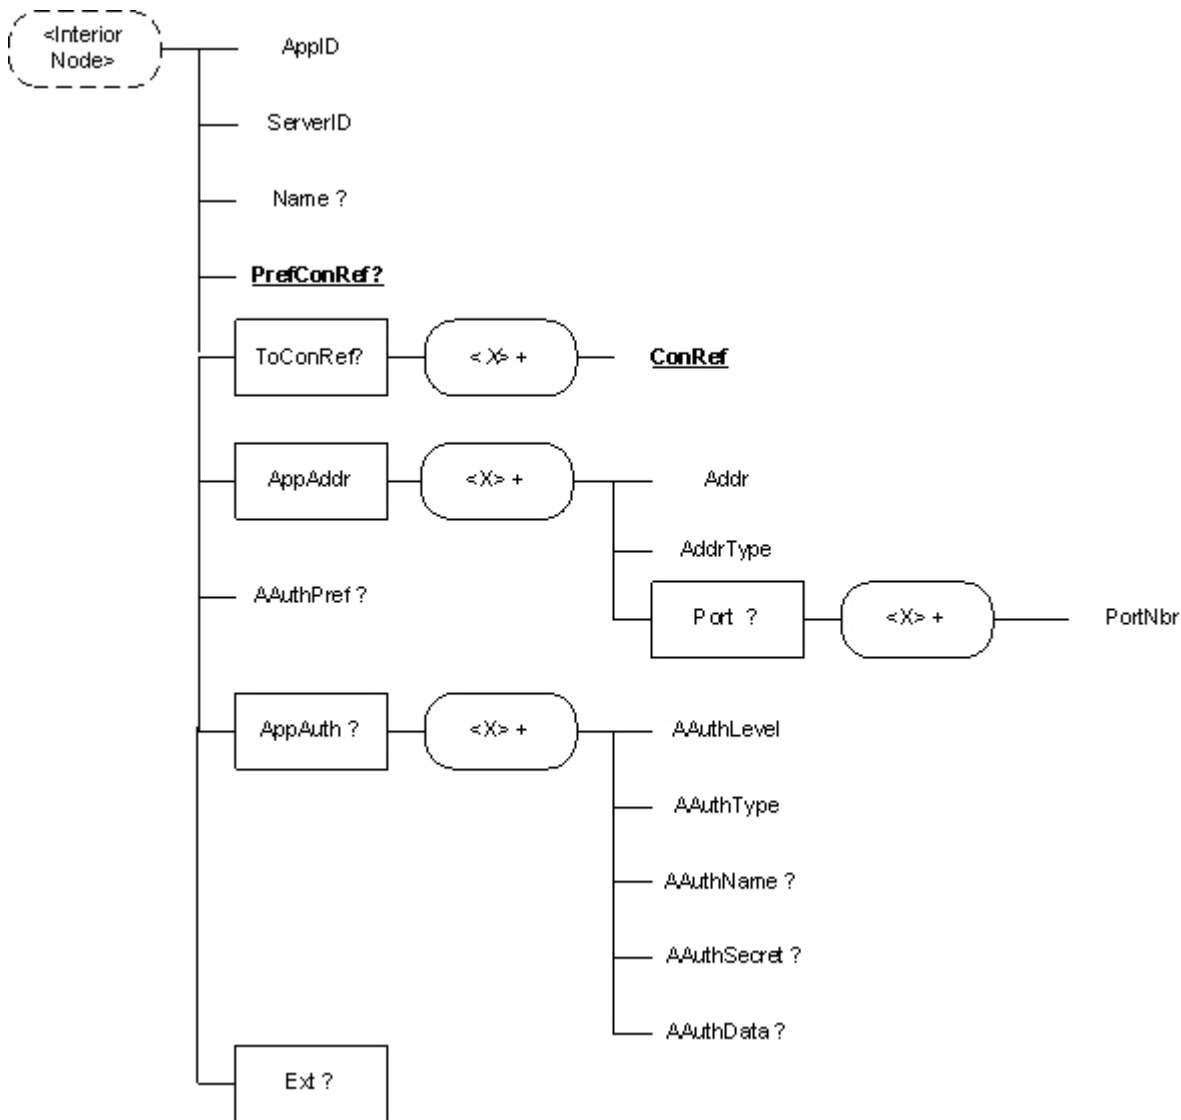 <Interior
Node>
AppID
ServerID
Name ?
PrefConRef?
ToConRef?
<X> +
ConRef
AppAddr
<X> +
Addr
AddrType
AAuthPref ?
Port ?
<X> +
PortNbr
AppAuth ?
<X> +
AAuthLevel
AAuthType
AAuthName ?
AAuthSecret ?
AAuthData ?
Ext ?